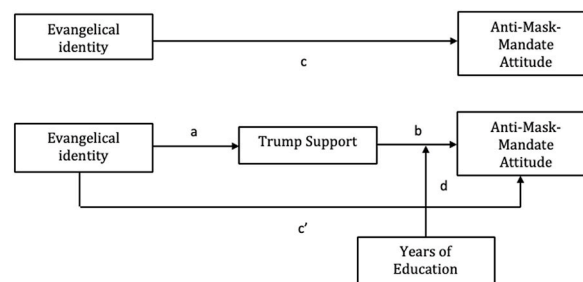 Evangelical
identity
c
Anti-Mask-
Mandate
Attitude
Evangelical
identity
a
Trump Support
b
Anti-Mask-
Mandate
Attitude
d
c'
Years of
Education